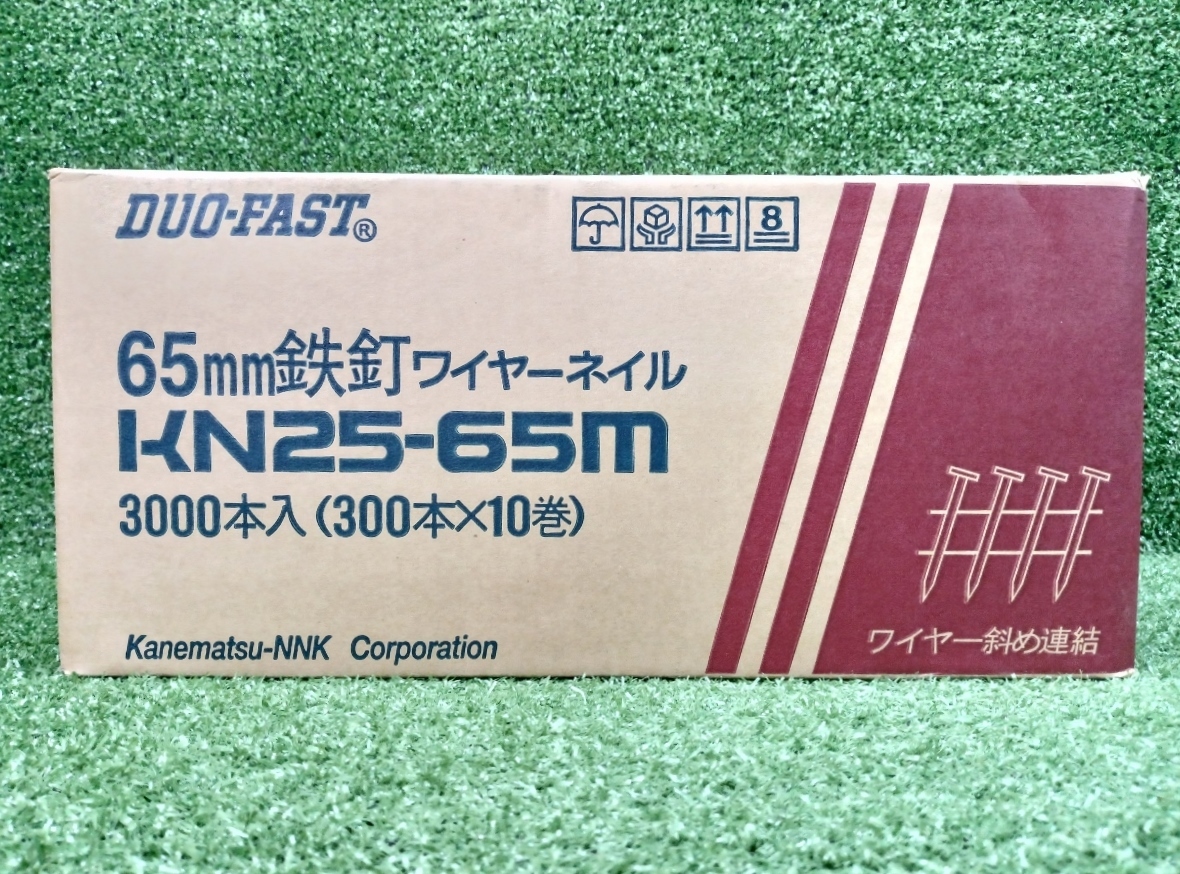 DUO-FAST®
8
65mm鉄釘ワイヤーネイル
KN25-65m
3000本入(300本×10巻)
Kanematsu-NNK Corporation
ワイヤー斜め連結